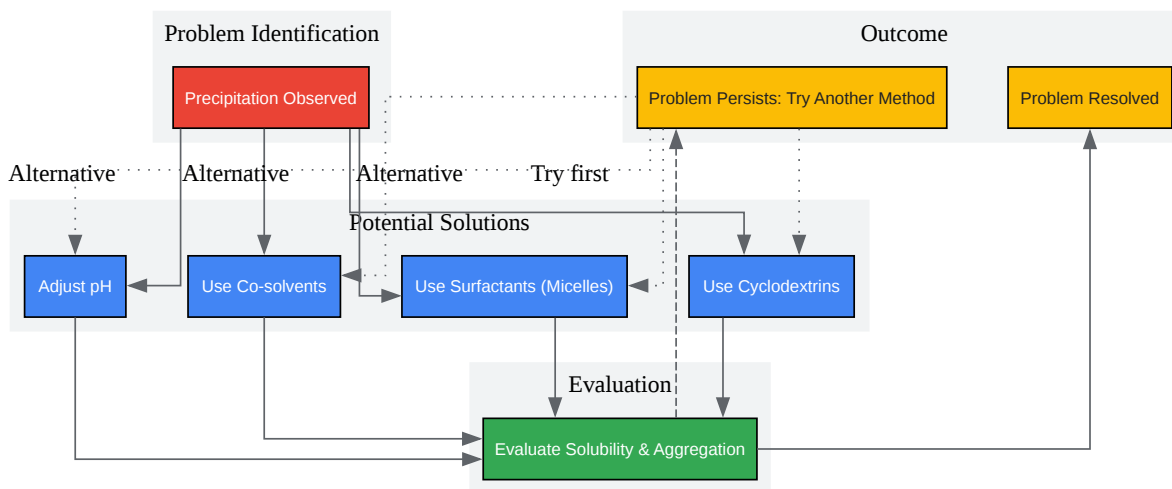 Problem Identification
Outcome
Precipitation Observed
Problem Persists: Try Another Method
Problem Resolved
Alternative
Alternative
Alternative
Try first
Potential Solutions
Adjust pH
Use Co-solvents
Use Surfactants (Micelles)
Use Cyclodextrins
Evaluation
Evaluate Solubility & Aggregation